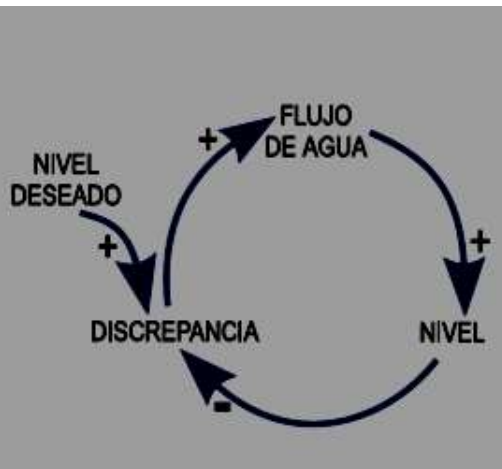 FLUJO
DE AGUA
+
NIVEL
DESEADO
+
+
DISCREPANCIA
NIVEL
-